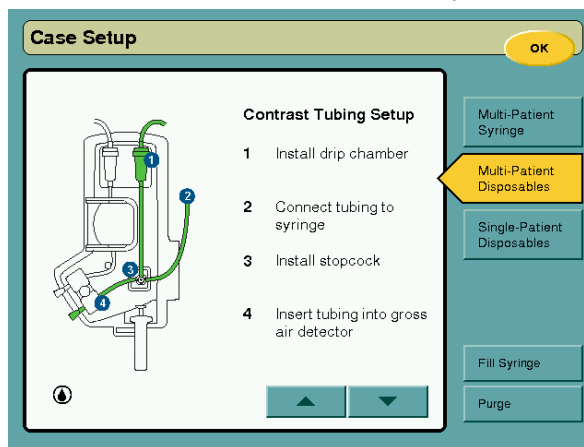 Case Setup
OK
Contrast Tubing Setup
1 Install drip chamber
2 Connect tubing to
syringe
3 Install stopcock
4 Insert tubing into gross
air detector
1
2
3
4
Multi-Patient
Syringe
Multi-Patient
Disposables
Single-Patient
Disposables
Fill Syringe
Purge